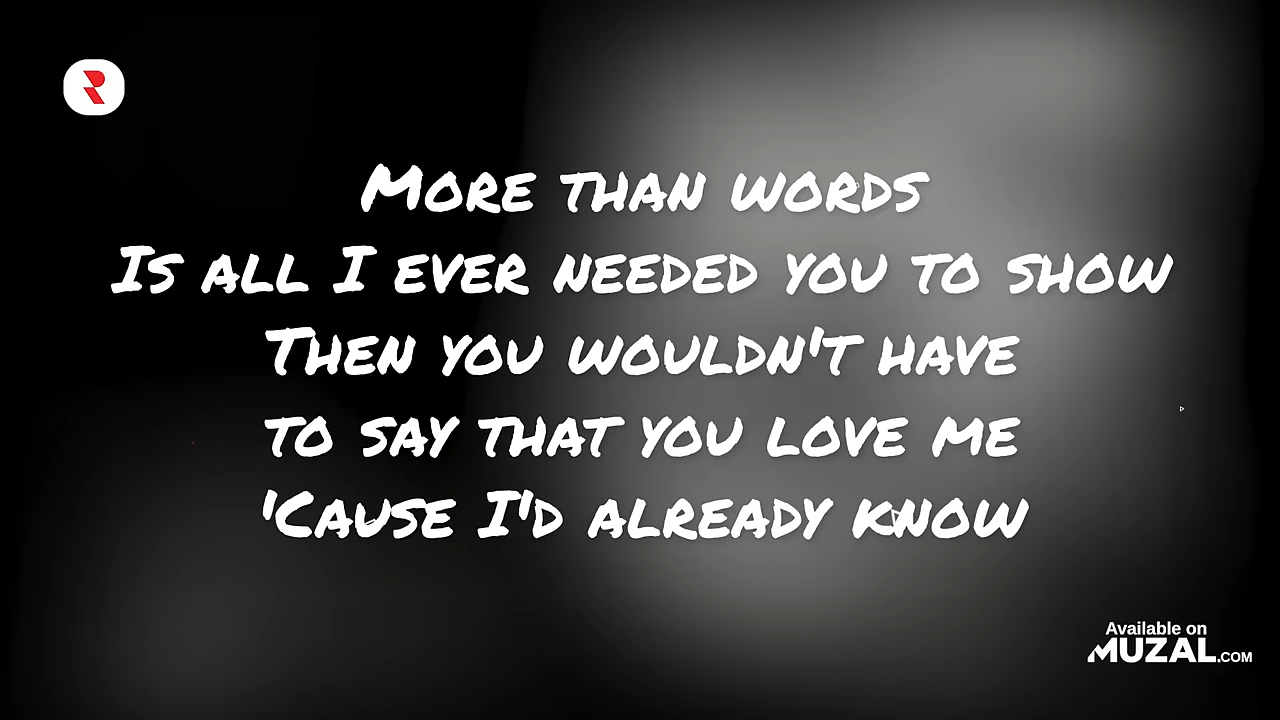 More than words
Is all I ever needed you to show
Then you wouldn't have
to say that you love me
'Cause I'd already know
Available on
MUZAL.COM